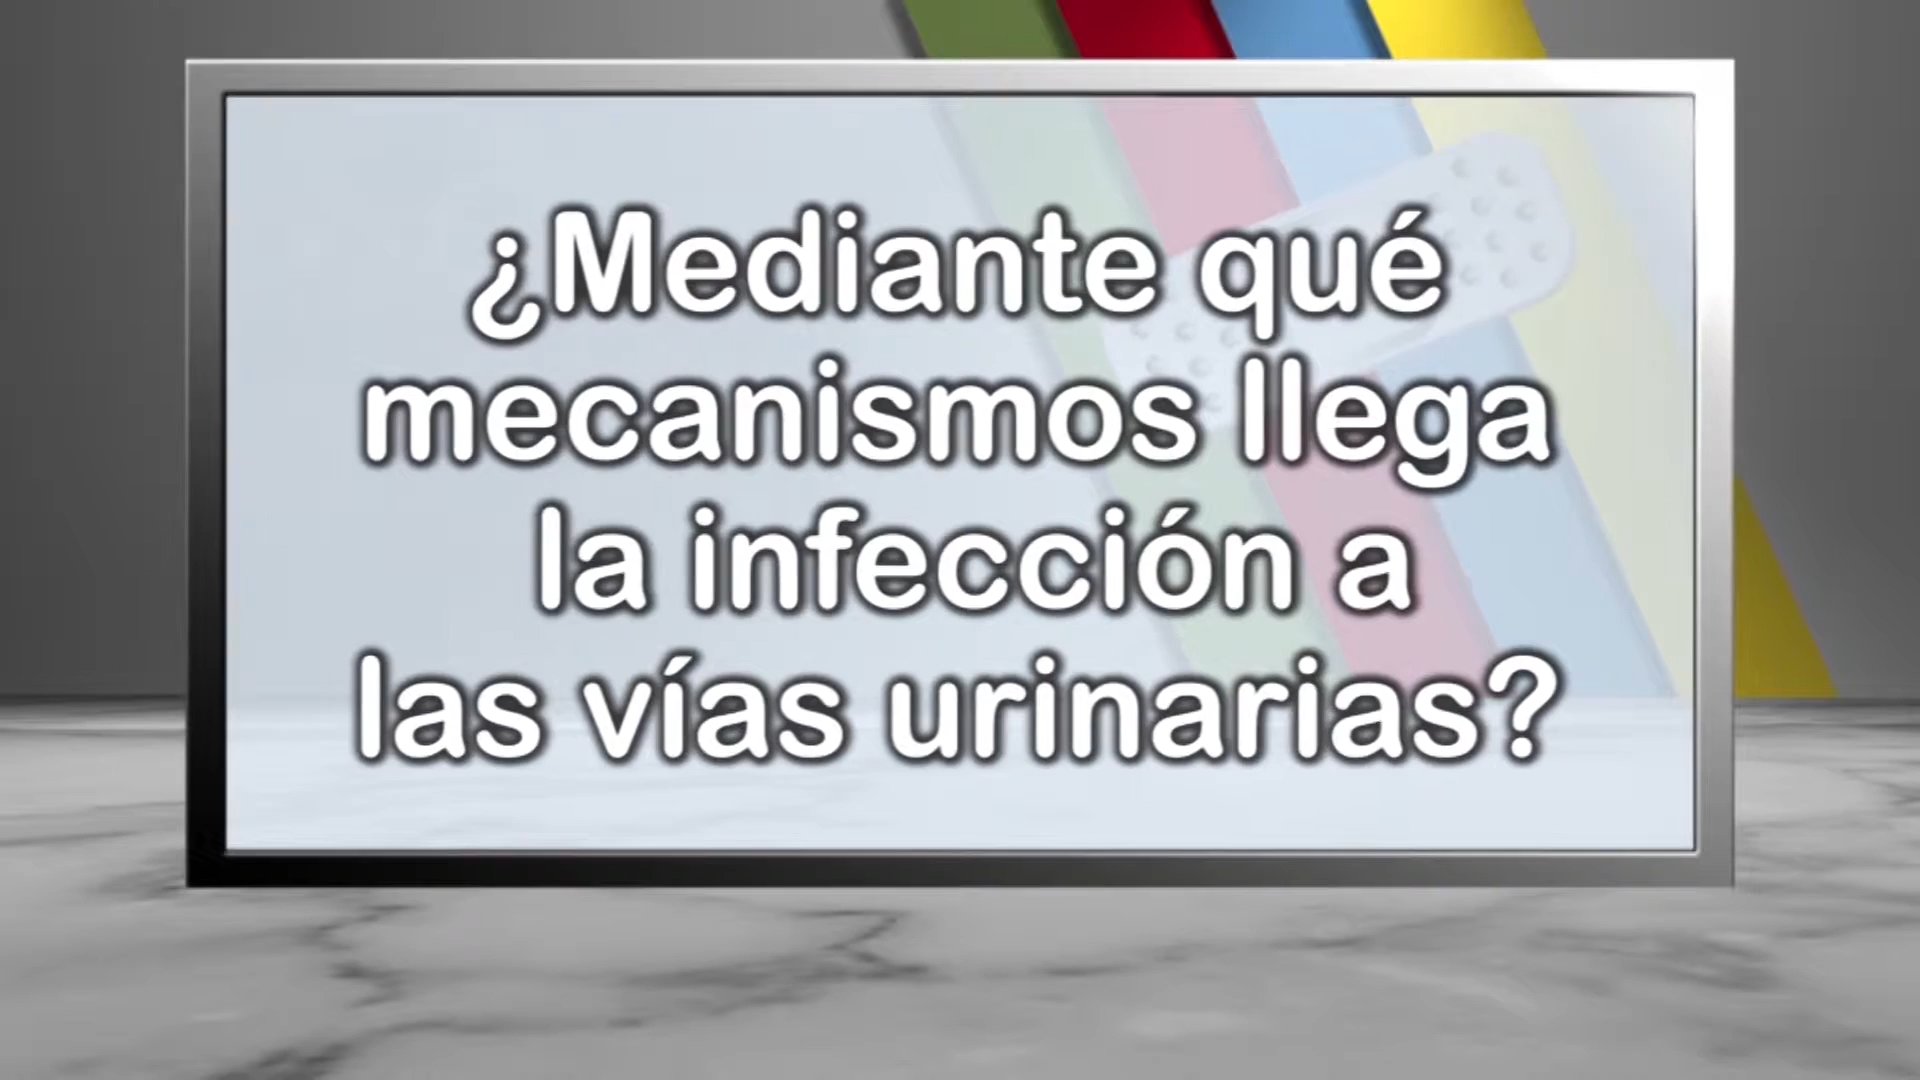 ¿Mediante qué
mecanismos llega
la infección a
las vías urinarias?